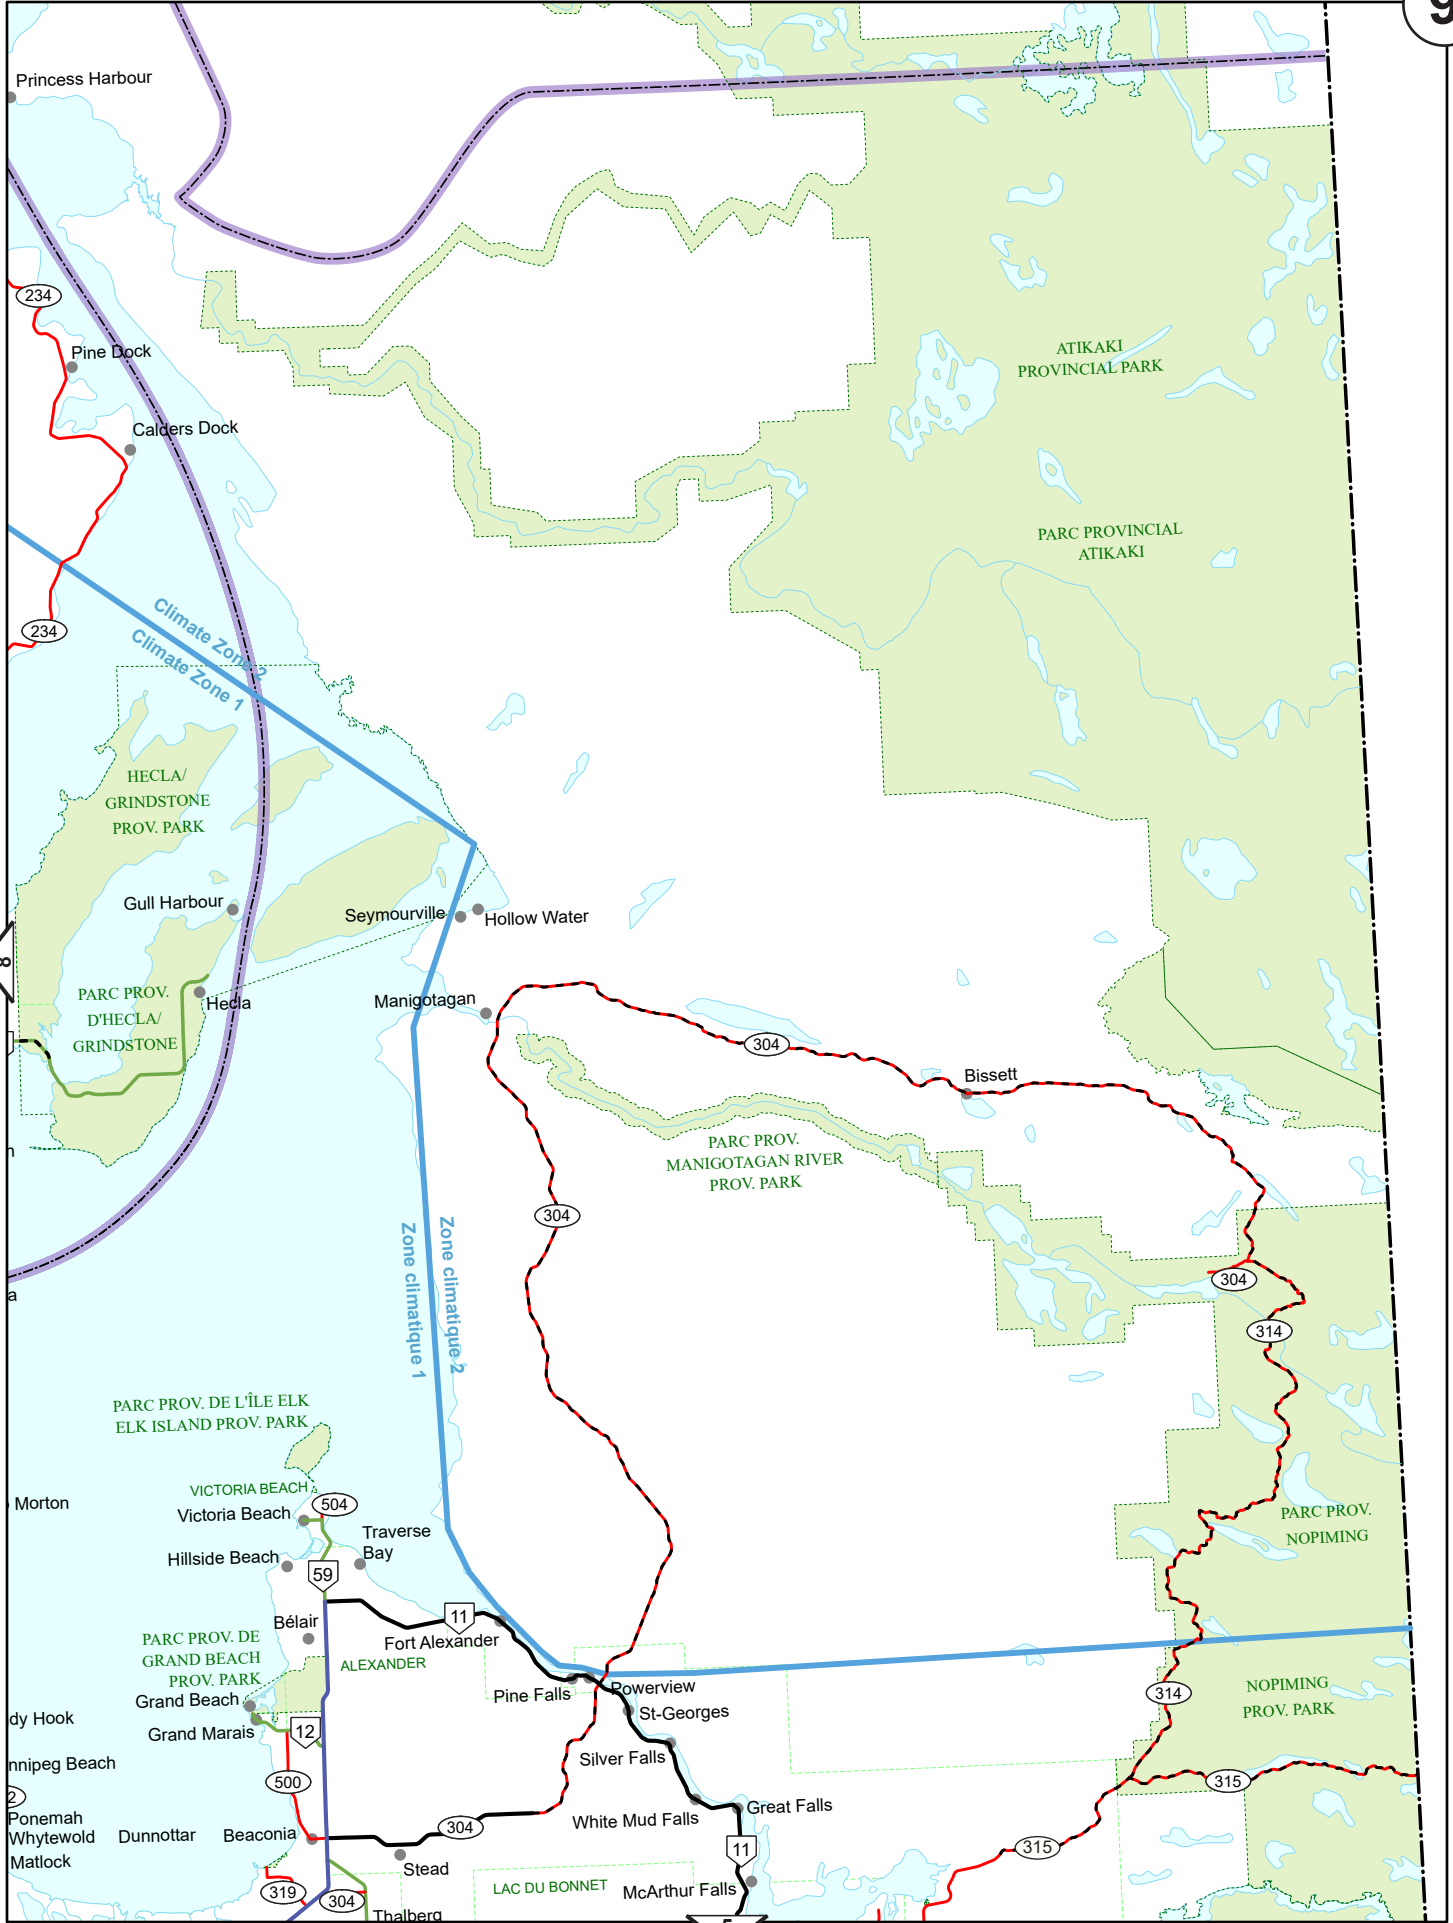 9
Princess Harbour
234
Pine Dock
Calders Dock
ATIKAKI
PROVINCIAL PARK
PARC PROVINCIAL
ATIKAKI
Climate Zone 2
Climate Zone 1
234
HECLA/
GRINDSTONE
PROV. PARK
Gull Harbour
Seymourville
Hollow Water
8
PARC PROV.
D'HECLA/
GRINDSTONE
Hecla
Manigotagan
304
Bissett
n
PARC PROV.
MANIGOTAGAN RIVER
PROV. PARK
304
Zone climatique 1
Zone climatique 2
304
a
314
PARC PROV. DE L'ÎLE ELK
ELK ISLAND PROV. PARK
VICTORIA BEACH
504
Morton
Victoria Beach
Traverse
Bay
PARC PROV.
NOPIMING
Hillside Beach
59
11
Bélair
Fort Alexander
PARC PROV. DE
GRAND BEACH
PROV. PARK
ALEXANDER
Pine Falls
Powerview
NOPIMING
PROV. PARK
314
Grand Beach
St-Georges
dy Hook
Grand Marais
12
Silver Falls
nnipeg Beach
500
315
2
Ponemah
White Mud Falls
Great Falls
Whytewold
Dunnottar
Beaconia
304
11
315
Matlock
Stead
LAC DU BONNET
McArthur Falls
319
304
Thalberg
5